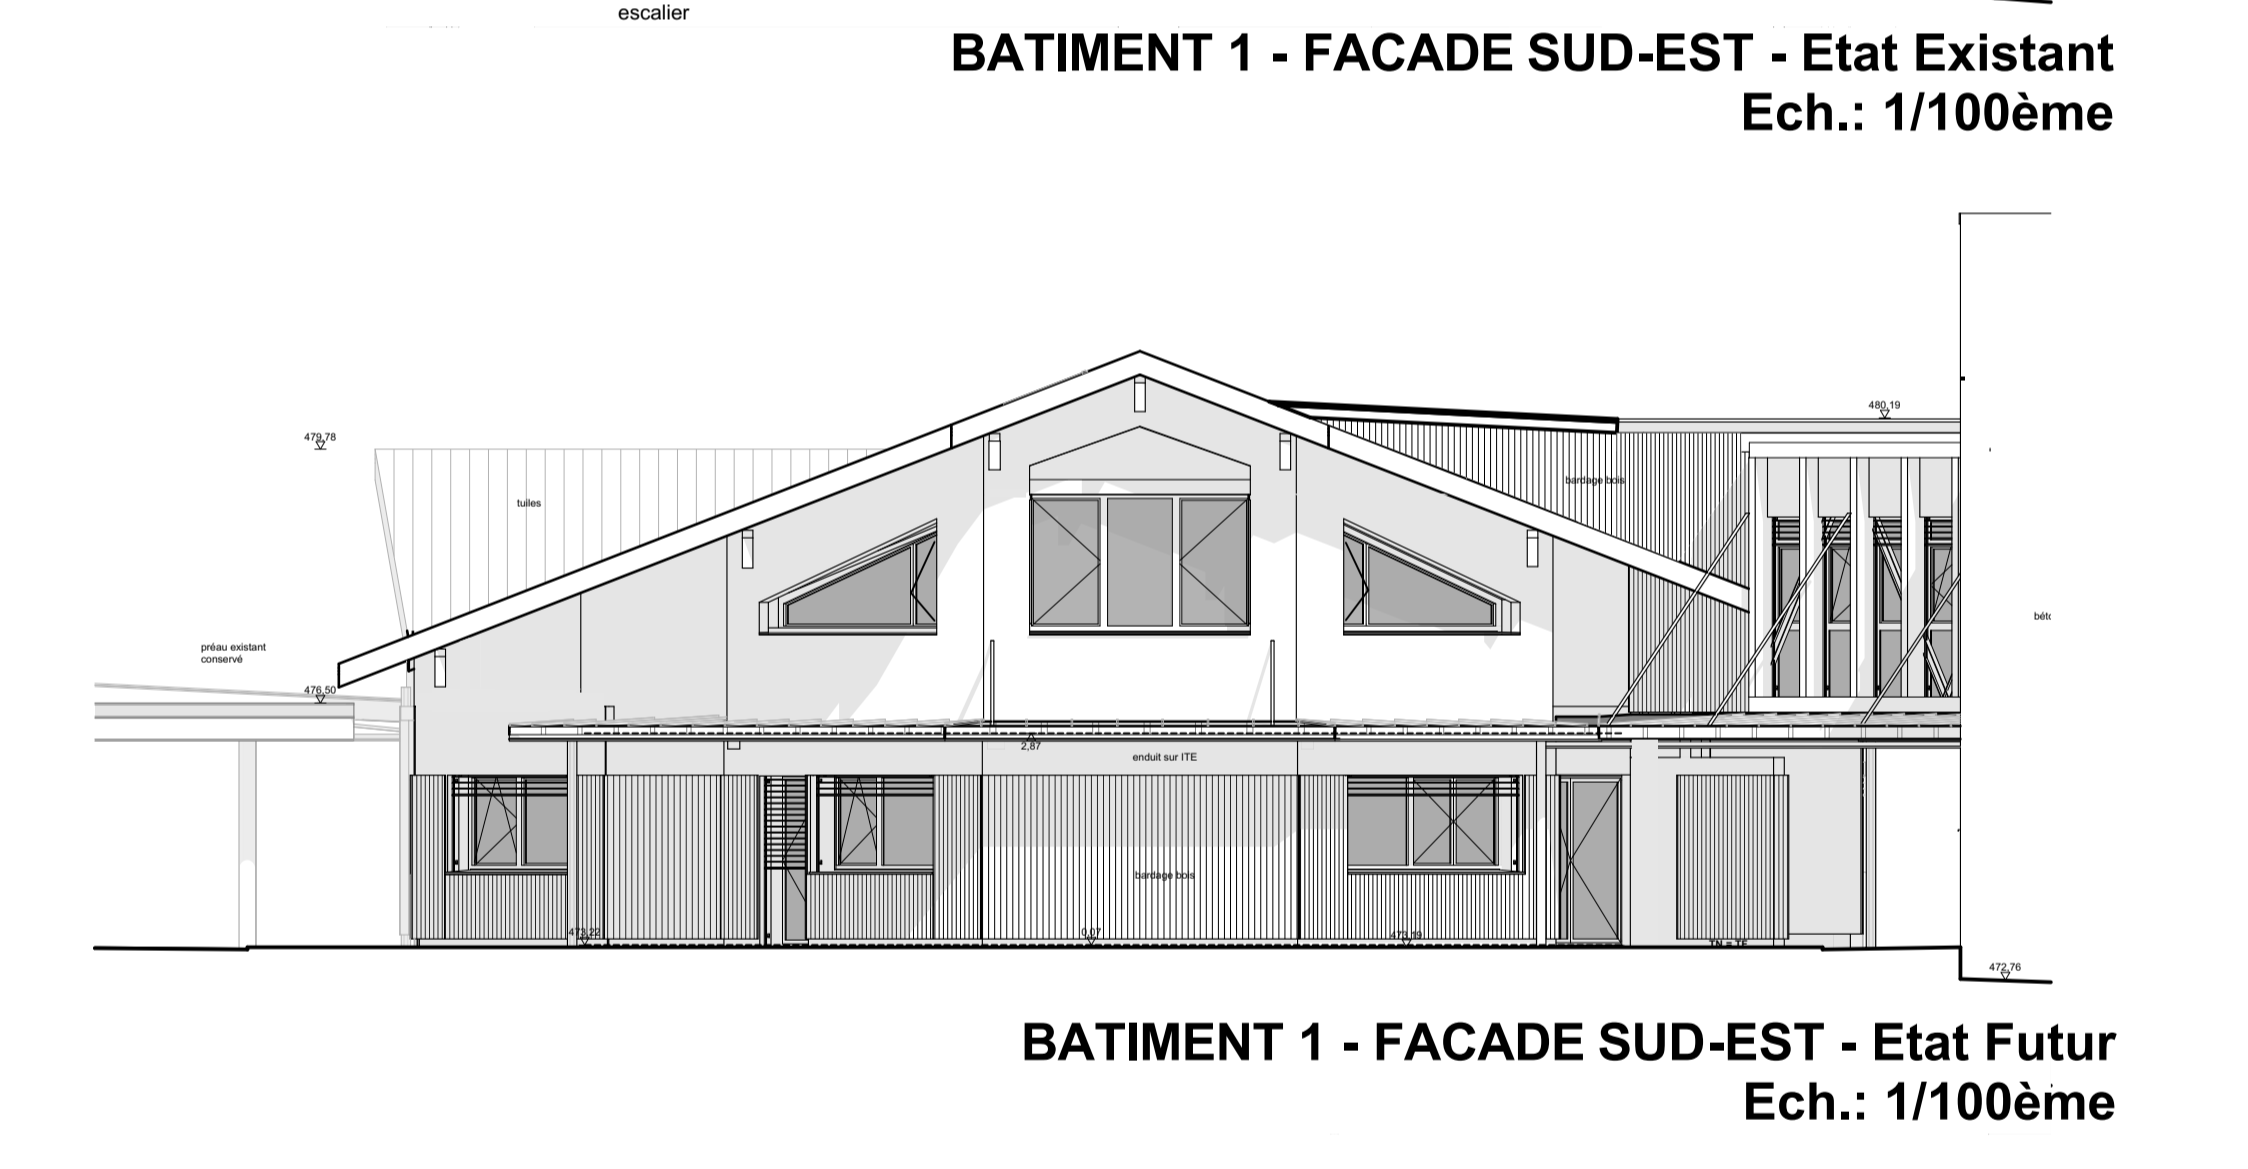 escalier
BATIMENT 1 - FACADE SUD-EST - Etat Existant
Ech.: 1/100ème
480,19
479,78
bardage bois
tuiles
béto
préau existant
conservé
476,50
2,87
enduit sur ITE
bardage bois
473,22
0,07
473,19
TN = TF
472,76
BATIMENT 1 - FACADE SUD-EST - Etat Futur
Ech.: 1/100ème